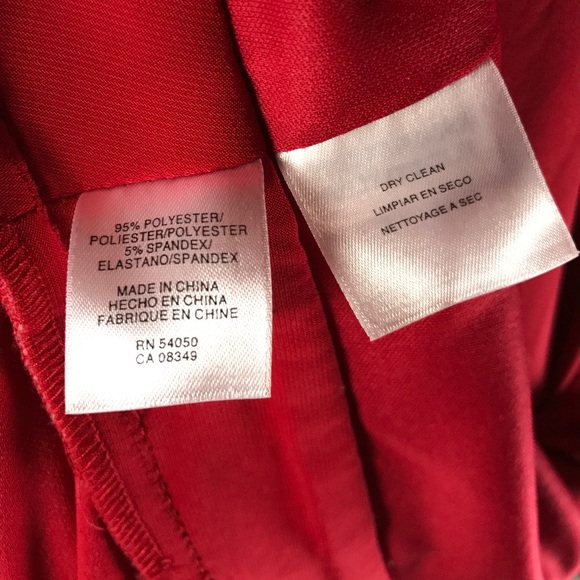 95% POLYESTER/
POLIESTER/POLYESTER
5% SPANDEX/
ELASTANO/SPANDEX
MADE IN CHINA
HECHO EN CHINA
FABRIQUE EN CHINE
RN 54050
CA 08349
DRY CLEAN
LIMPIAR EN SECO
NETTOYAGE A SEC